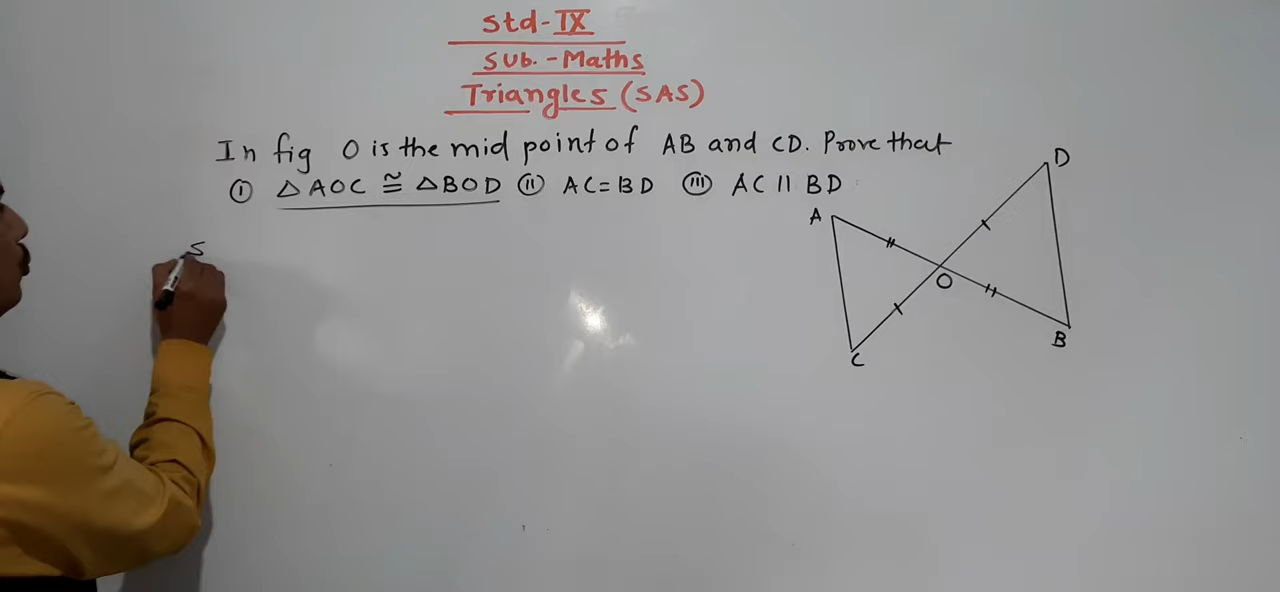 Std-IX
Sub.-Maths
Triangles (SAS)
In fig O is the mid point of AB and CD. Prove that
(I) △AOC ≅ △BOD (II) AC=BD (III) AC || BD
D
A
O
B
C
S